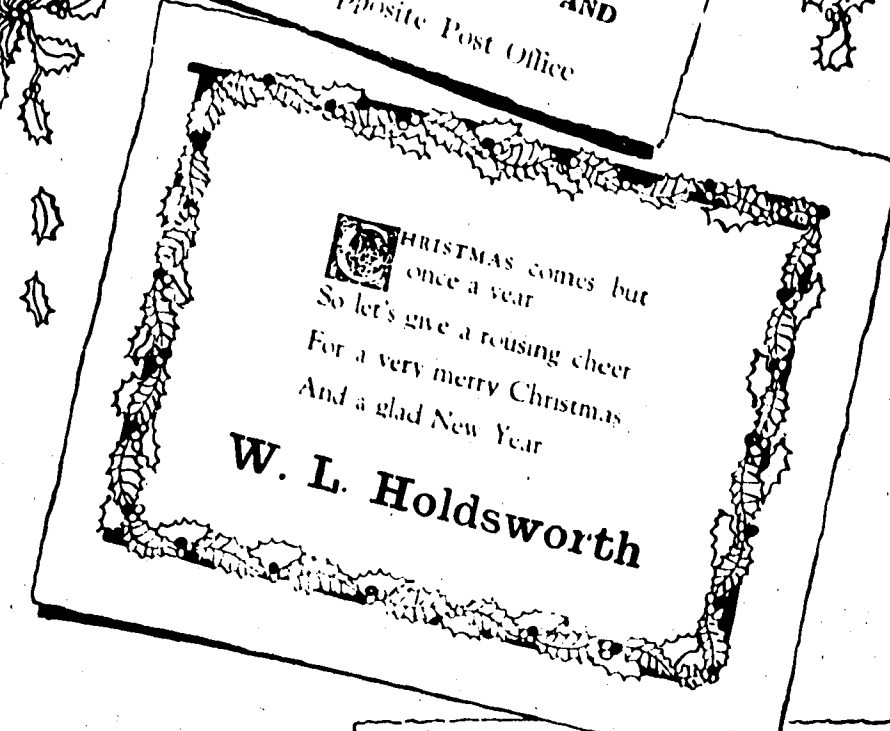 AND
pposite Post Office
CHRISTMAS comes but
once a year
So let's give a rousing cheer
For a very merry Christmas
And a glad New Year
W. L. Holdsworth